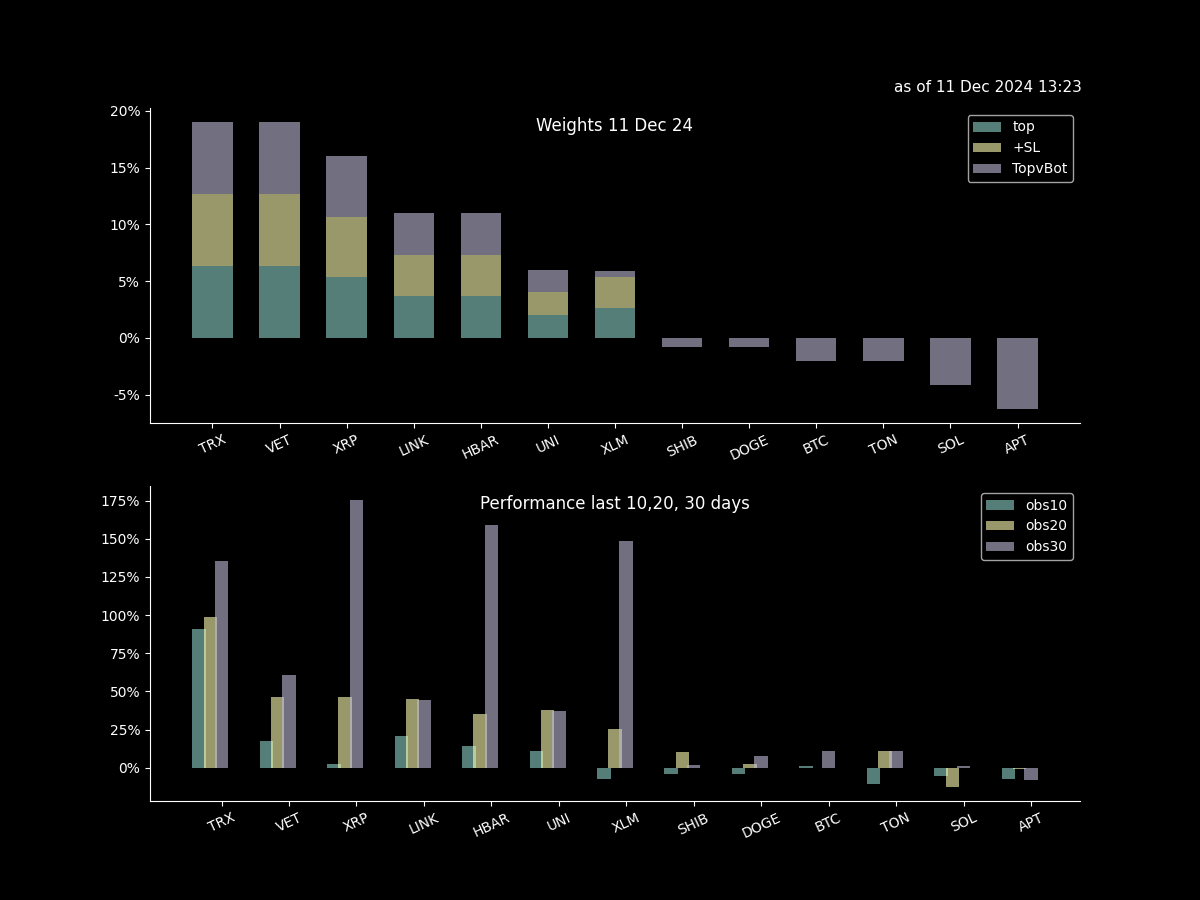 as of 11 Dec 2024 13:23
Weights 11 Dec 24
top
+SL
TopvBot
20%
15%
10%
5%
0%
-5%
TRX VET XRP LINK HBAR UNI XLM SHIB DOGE BTC TON SOL APT
Performance last 10,20, 30 days
obs10
obs20
obs30
175%
150%
125%
100%
75%
50%
25%
0%
TRX VET XRP LINK HBAR UNI XLM SHIB DOGE BTC TON SOL APT